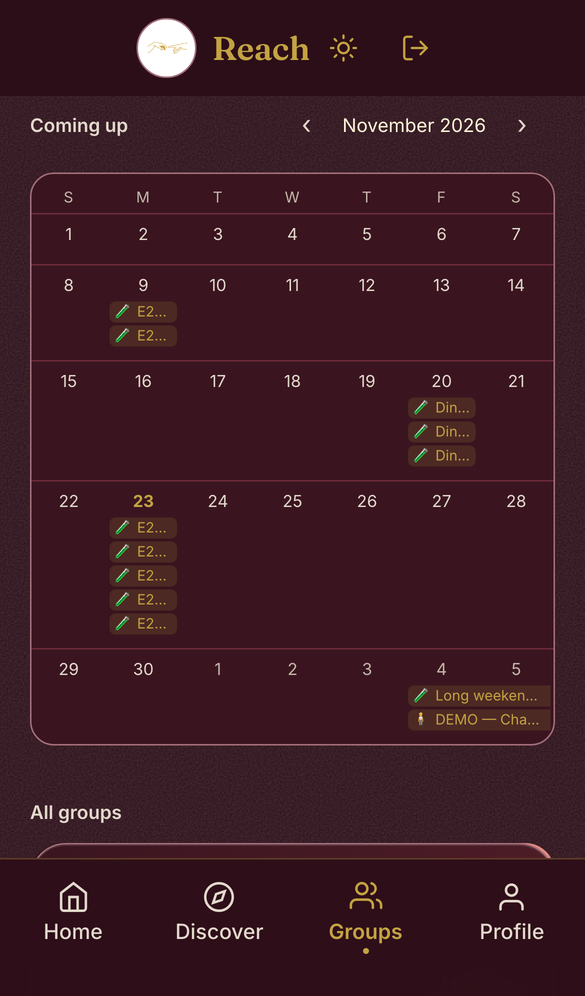 Reach
Coming up
‹ November 2026 ›
S M T W T F S
1 2 3 4 5 6 7
8 9 10 11 12 13 14
E2...
E2...
15 16 17 18 19 20 21
Din...
Din...
Din...
22 23 24 25 26 27 28
E2...
E2...
E2...
E2...
E2...
29 30 1 2 3 4 5
Long weeken...
DEMO — Cha...
All groups
Home Discover Groups Profile